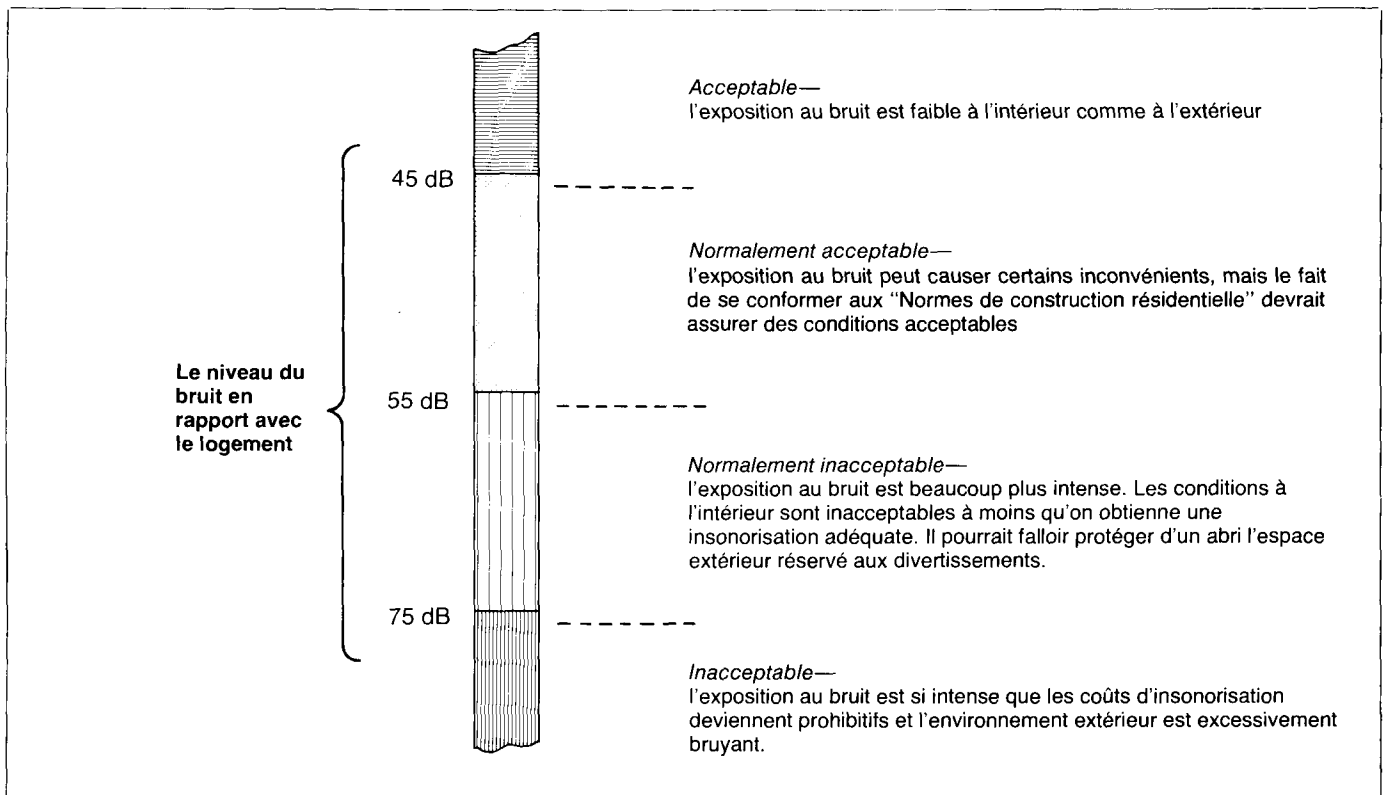 Acceptable—
l'exposition au bruit est faible à l'intérieur comme à l'extérieur
45 dB
Normalement acceptable—
l'exposition au bruit peut causer certains inconvénients, mais le fait
de se conformer aux "Normes de construction résidentielle" devrait
assurer des conditions acceptables
Le niveau du
bruit en
rapport avec
le logement
55 dB
Normalement inacceptable—
l'exposition au bruit est beaucoup plus intense. Les conditions à
l'intérieur sont inacceptables à moins qu'on obtienne une
insonorisation adéquate. Il pourrait falloir protéger d'un abri l'espace
extérieur réservé aux divertissements.
75 dB
Inacceptable—
l'exposition au bruit est si intense que les coûts d'insonorisation
deviennent prohibitifs et l'environnement extérieur est excessivement
bruyant.